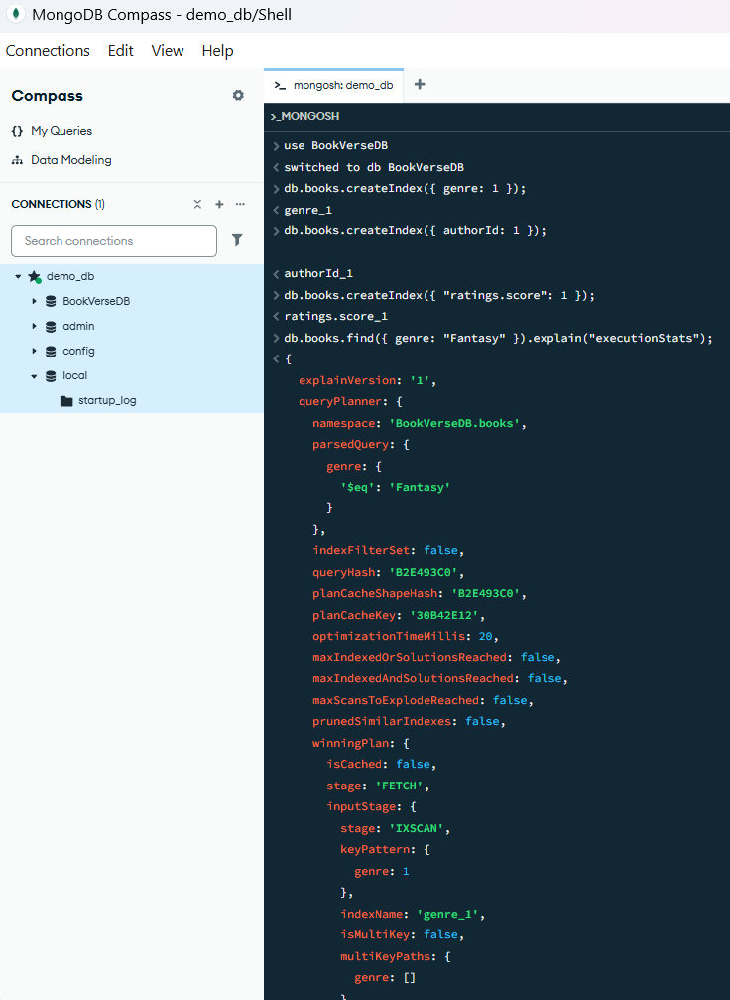 MongoDB Compass - demo_db/Shell
Connections Edit View Help
Compass
My Queries
Data Modeling
CONNECTIONS (1)
Search connections
demo_db
BookVerseDB
admin
config
local
startup_log
>_ mongosh: demo_db +
>_MONGOSH
> use BookVerseDB
< switched to db BookVerseDB
> db.books.createIndex({ genre: 1 });
< genre_1
> db.books.createIndex({ authorId: 1 });
< authorId_1
> db.books.createIndex({ "ratings.score": 1 });
< ratings.score_1
> db.books.find({ genre: "Fantasy" }).explain("executionStats");
< {
explainVersion: '1',
queryPlanner: {
namespace: 'BookVerseDB.books',
parsedQuery: {
genre: {
'$eq': 'Fantasy'
}
},
indexFilterSet: false,
queryHash: 'B2E493C0',
planCacheShapeHash: 'B2E493C0',
planCacheKey: '30B42E12',
optimizationTimeMillis: 20,
maxIndexedOrSolutionsReached: false,
maxIndexedAndSolutionsReached: false,
maxScansToExplodeReached: false,
prunedSimilarIndexes: false,
winningPlan: {
isCached: false,
stage: 'FETCH',
inputStage: {
stage: 'IXSCAN',
keyPattern: {
genre: 1
},
indexName: 'genre_1',
isMultiKey: false,
multiKeyPaths: {
genre: []